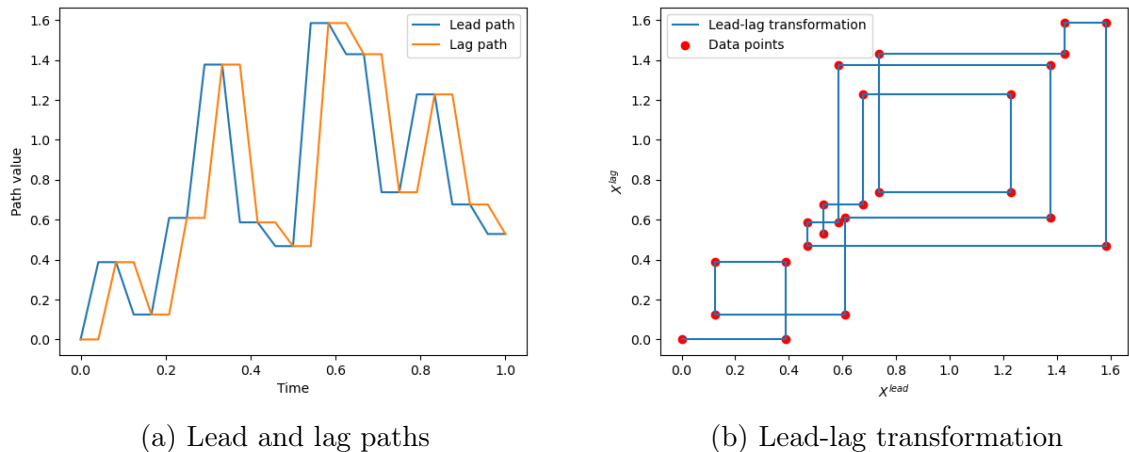 Lead path
Lag path
1.6
1.4
1.2
1.0
0.8
0.6
0.4
0.2
0.0
Path value
0.0 0.2 0.4 0.6 0.8 1.0
Time
(a) Lead and lag paths
Lead-lag transformation
Data points
1.6
1.4
1.2
1.0
0.8
0.6
0.4
0.2
0.0
X^lag
0.0 0.2 0.4 0.6 0.8 1.0 1.2 1.4 1.6
X^lead
(b) Lead-lag transformation